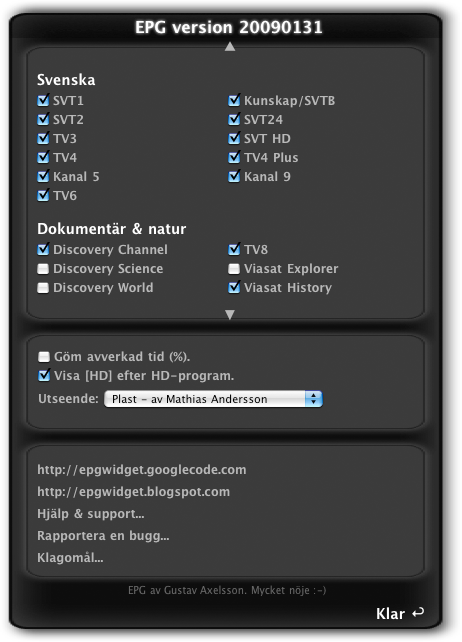 EPG version 20090131
Svenska
SVT1 Kunskap/SVTB
SVT2 SVT24
TV3 SVT HD
TV4 TV4 Plus
Kanal 5 Kanal 9
TV6
Dokumentär & natur
Discovery Channel TV8
Discovery Science Viasat Explorer
Discovery World Viasat History
Göm avverkad tid (%).
Visa [HD] efter HD-program.
Utseende: Plast - av Mathias Andersson
http://epgwidget.googlecode.com
http://epgwidget.blogspot.com
Hjälp & support...
Rapportera en bugg...
Klagomål...
EPG av Gustav Axelsson. Mycket nöje :-)
Klar